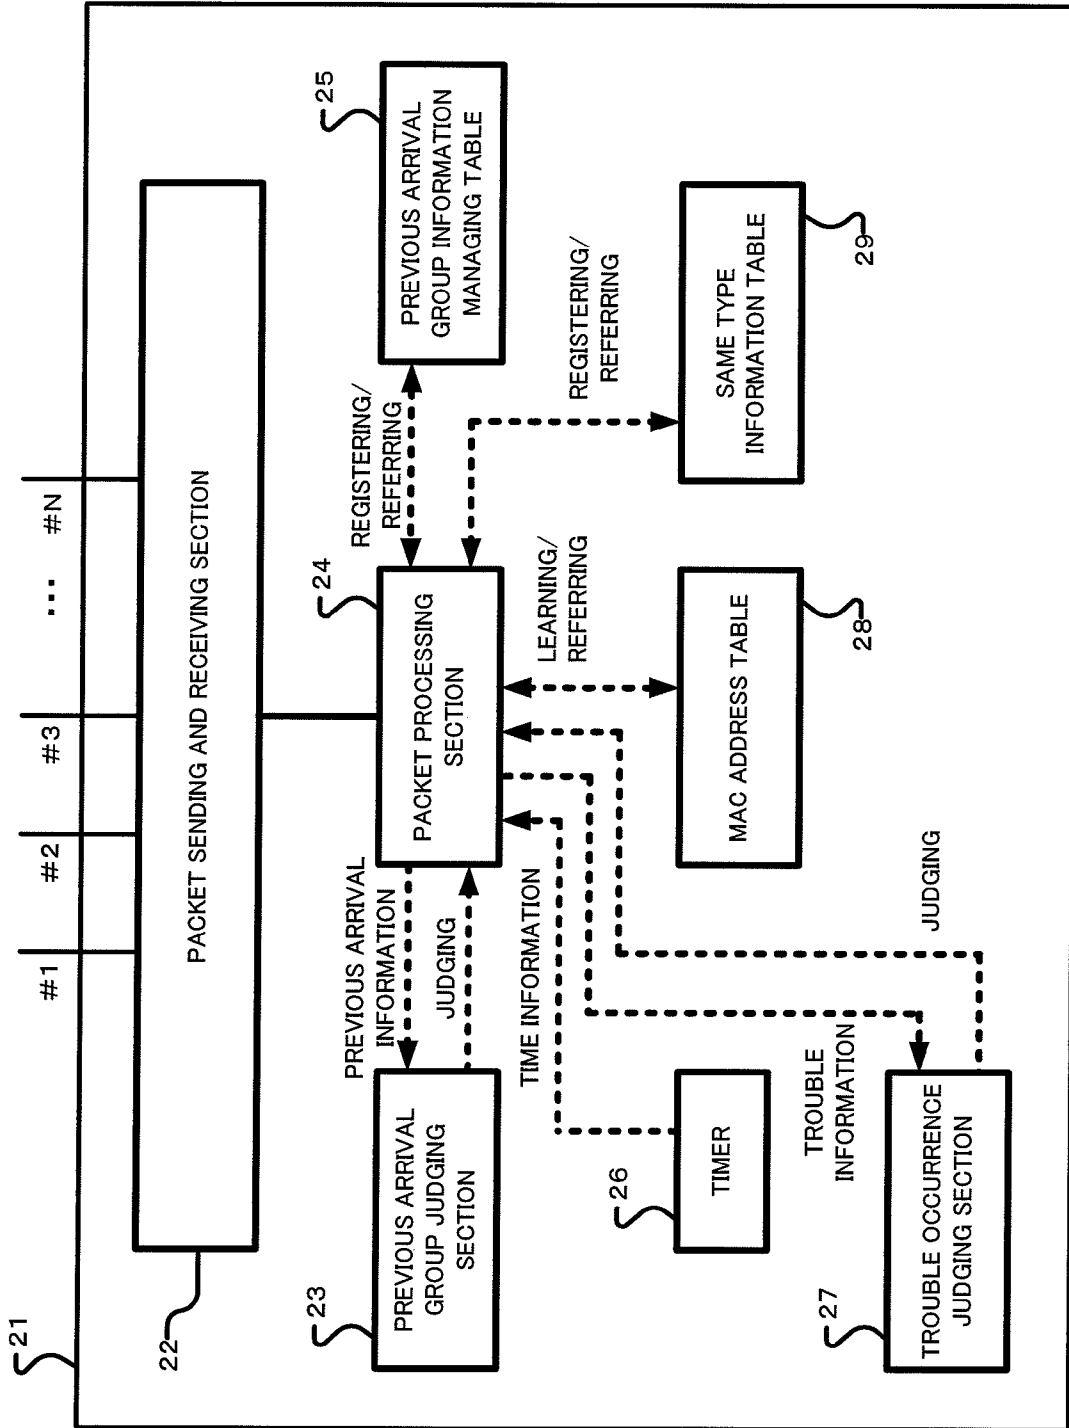 21
#1
#2
#3
...
#N
22
PACKET SENDING AND RECEIVING SECTION
23
PREVIOUS ARRIVAL
GROUP JUDGING
SECTION
PREVIOUS ARRIVAL
INFORMATION
JUDGING
24
PACKET PROCESSING
SECTION
REGISTERING/
REFERRING
25
PREVIOUS ARRIVAL
GROUP INFORMATION
MANAGING TABLE
TIME INFORMATION
LEARNING/
REFERRING
REGISTERING/
REFERRING
26
TIMER
MAC ADDRESS TABLE
28
SAME TYPE
INFORMATION TABLE
29
TROUBLE
INFORMATION
JUDGING
27
TROUBLE OCCURRENCE
JUDGING SECTION